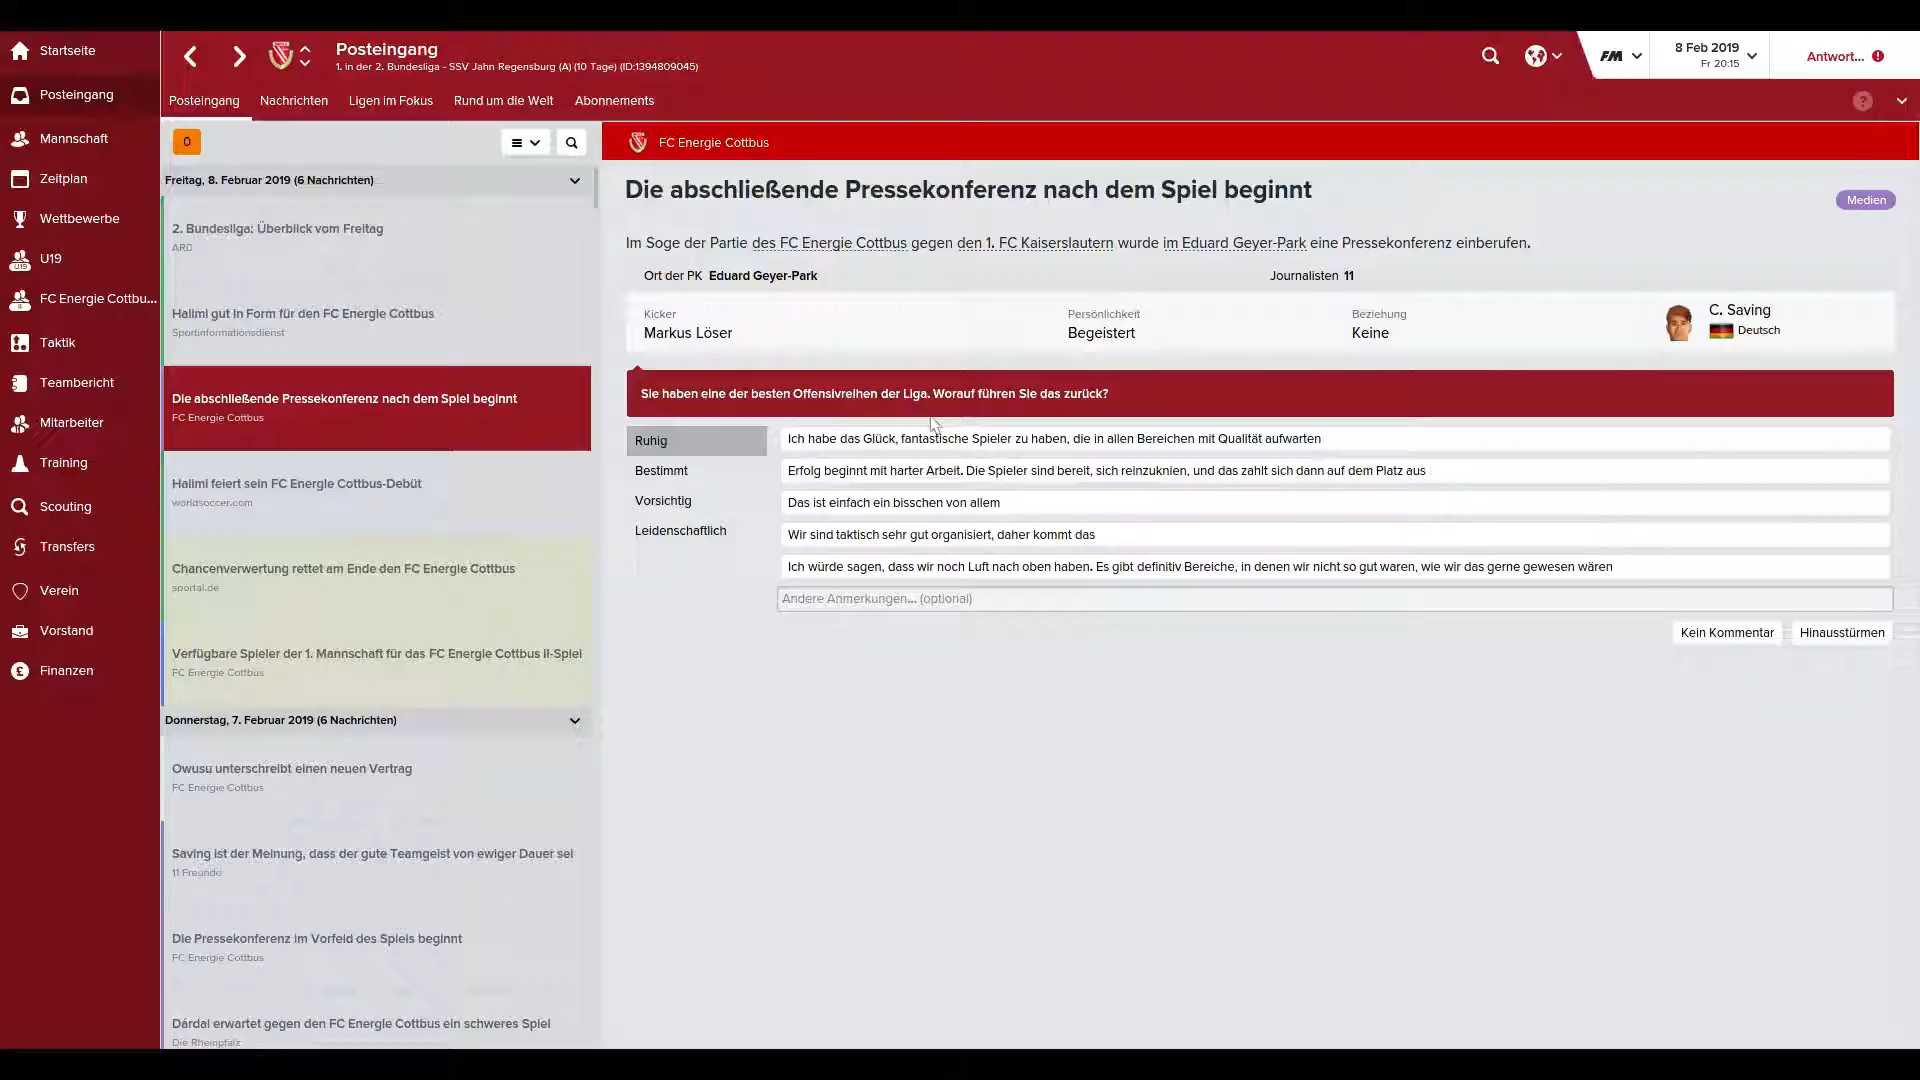 Startseite
Posteingang
Mannschaft
Zeitplan
Wettbewerbe
U19
FC Energie Cottbu...
Taktik
Teambericht
Mitarbeiter
Training
Scouting
Transfers
Verein
Vorstand
Finanzen
Posteingang
1. in der 2. Bundesliga - SSV Jahn Regensburg (A) (10 Tage) (ID:1394809045)
FM
8 Feb 2019
Fr 20:15
Antwort...
Posteingang Nachrichten Ligen im Fokus Rund um die Welt Abonnements
0
Freitag, 8. Februar 2019 (6 Nachrichten)
2. Bundesliga: Überblick vom Freitag
ARD
Halimi gut in Form für den FC Energie Cottbus
Sportinformationsdienst
Die abschließende Pressekonferenz nach dem Spiel beginnt
FC Energie Cottbus
Halimi feiert sein FC Energie Cottbus-Debüt
worldsoccer.com
Chancenverwertung rettet am Ende den FC Energie Cottbus
sportal.de
Verfügbare Spieler der 1. Mannschaft für das FC Energie Cottbus II-Spiel
FC Energie Cottbus
Donnerstag, 7. Februar 2019 (6 Nachrichten)
Owusu unterschreibt einen neuen Vertrag
FC Energie Cottbus
Saving ist der Meinung, dass der gute Teamgeist von ewiger Dauer sei
11 Freunde
Die Pressekonferenz im Vorfeld des Spiels beginnt
FC Energie Cottbus
Dárdai erwartet gegen den FC Energie Cottbus ein schweres Spiel
Die Rheinpfalz
FC Energie Cottbus
Die abschließende Pressekonferenz nach dem Spiel beginnt
Medien
Im Soge der Partie des FC Energie Cottbus gegen den 1. FC Kaiserslautern wurde im Eduard Geyer-Park eine Pressekonferenz einberufen.
Ort der PK Eduard Geyer-Park
Journalisten 11
Kicker
Markus Löser
Persönlichkeit
Begeistert
Beziehung
Keine
C. Saving
Deutsch
Sie haben eine der besten Offensivreihen der Liga. Worauf führen Sie das zurück?
Ruhig
Bestimmt
Vorsichtig
Leidenschaftlich
Ich habe das Glück, fantastische Spieler zu haben, die in allen Bereichen mit Qualität aufwarten
Erfolg beginnt mit harter Arbeit. Die Spieler sind bereit, sich reinzuknien, und das zahlt sich dann auf dem Platz aus
Das ist einfach ein bisschen von allem
Wir sind taktisch sehr gut organisiert, daher kommt das
Ich würde sagen, dass wir noch Luft nach oben haben. Es gibt definitiv Bereiche, in denen wir nicht so gut waren, wie wir das gerne gewesen wären
Andere Anmerkungen... (optional)
Kein Kommentar
Hinausstürmen